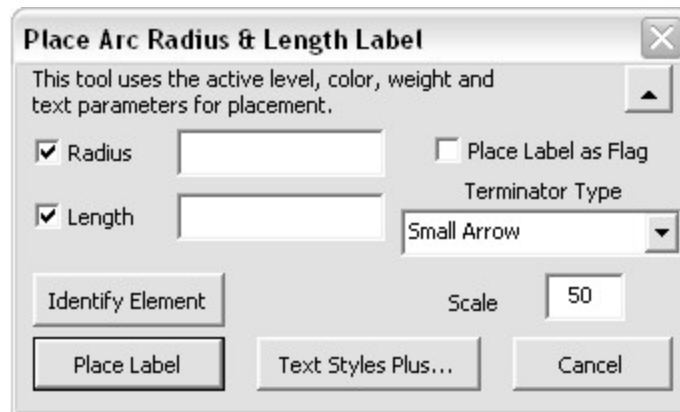 Place Arc Radius & Length Label
This tool uses the active level, color, weight and
text parameters for placement.
Radius
Place Label as Flag
Terminator Type
Length
Small Arrow
Identify Element
Scale
50
Place Label
Text Styles Plus...
Cancel